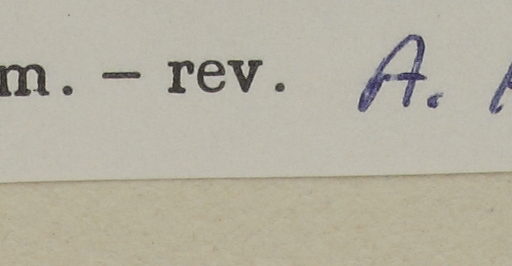 m. – rev. A.